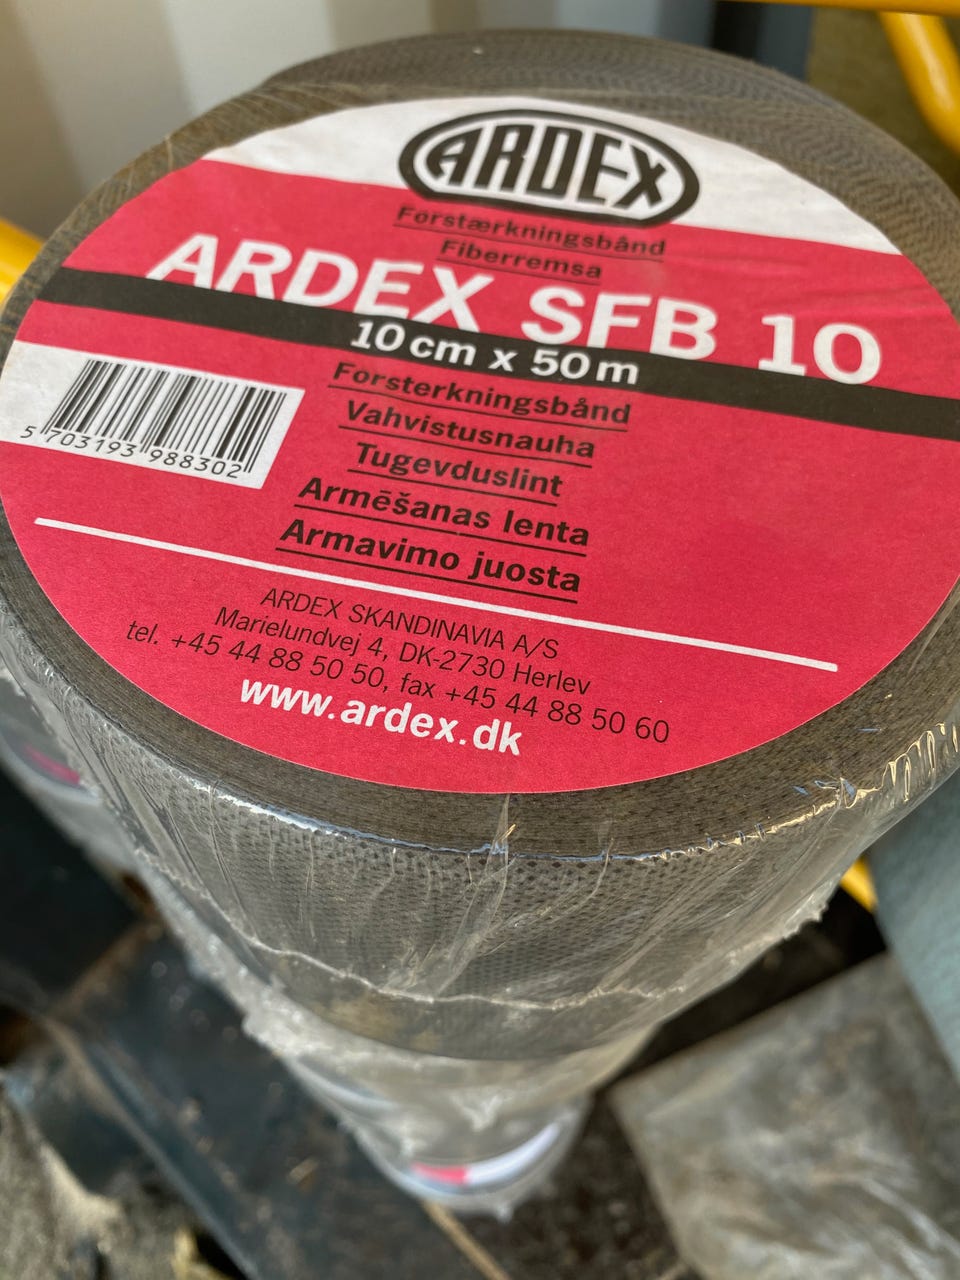 ARDEX
Forstærkningsbånd
Fiberremsa
ARDEX SFB 10
10 cm x 50 m
Forsterkningsbånd
Vahvistusnauha
Tugevduslint
Armēšanas lenta
Armavimo juosta
5 703193 988302
ARDEX SKANDINAVIA A/S
Marielundvej 4, DK-2730 Herlev
tel. +45 44 88 50 50, fax +45 44 88 50 60
www.ardex.dk